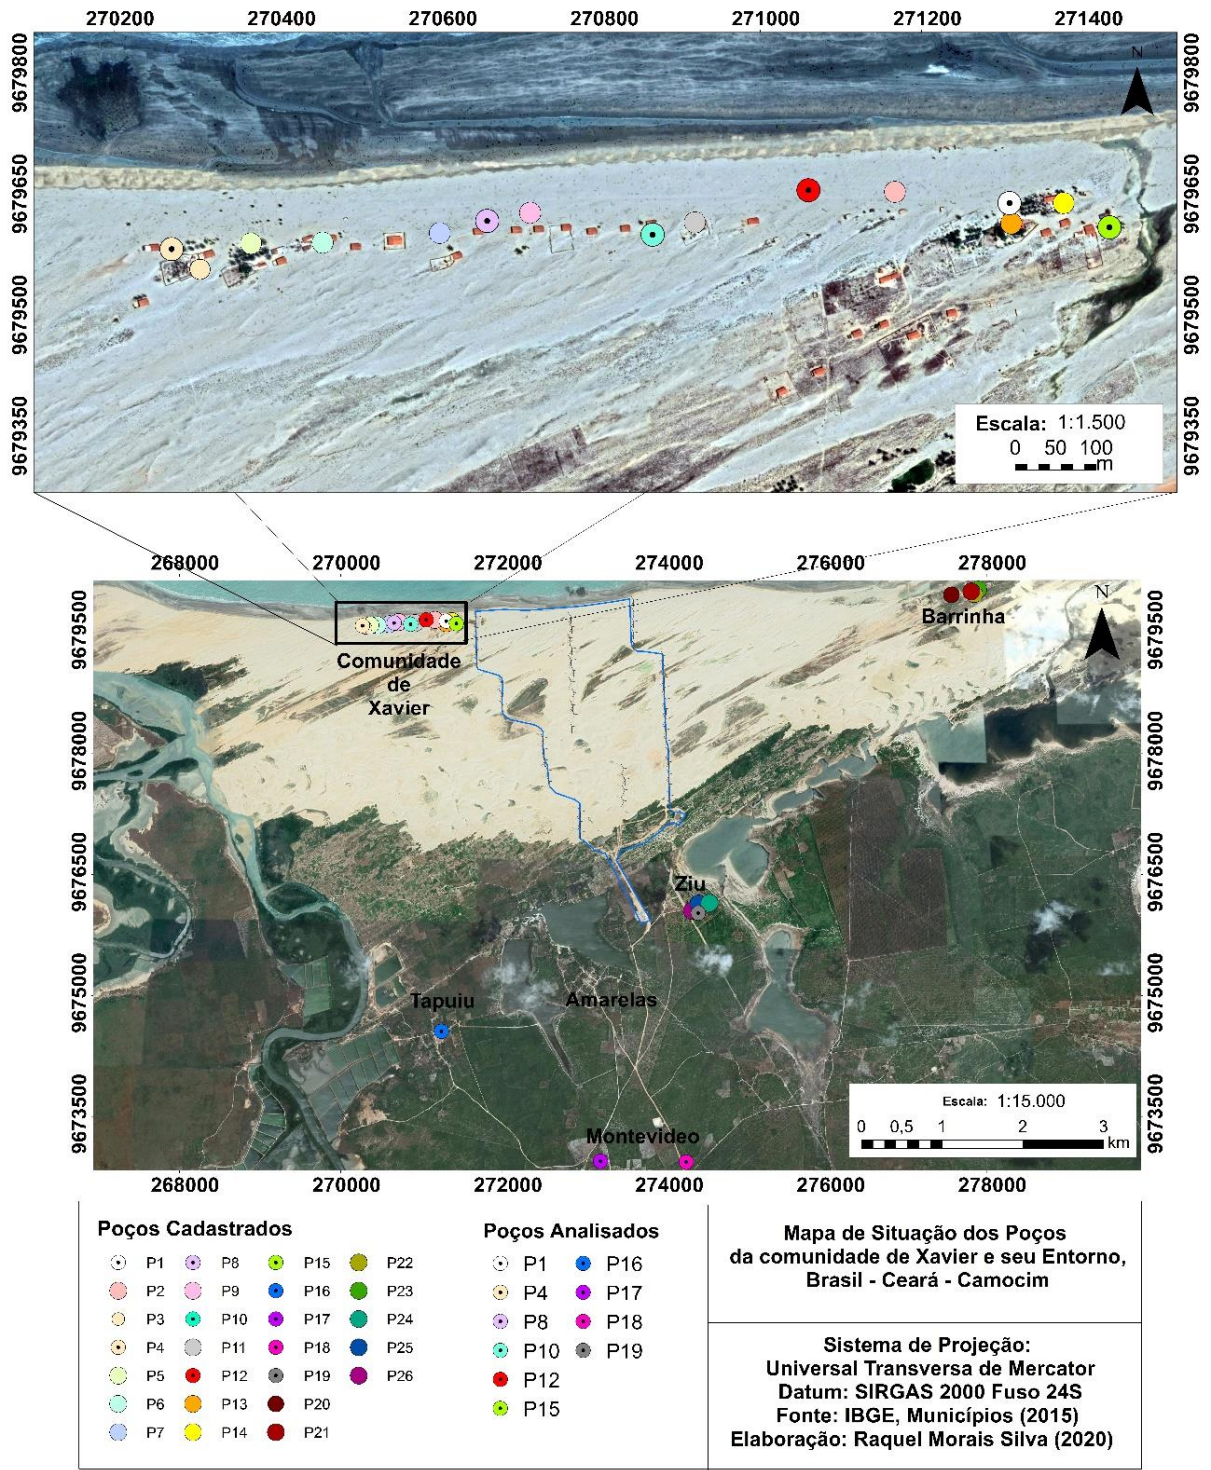 270200 270400 270600 270800 271000 271200 271400
9679800
9679650
9679500
9679350
9679800
9679650
9679500
9679350
N
Escala: 1:1.500
0 50 100
m
268000 270000 272000 274000 276000 278000
9679500
9678000
9676500
9675000
9673500
9679500
9678000
9676500
9675000
9673500
Barrinha
N
Comunidade
de
Xavier
Ziu
Tapuiu
Amarelas
Montevideo
Escala: 1:15.000
0 0,5 1 2 3
km
268000 270000 272000 274000 276000 278000
Poços Cadastrados
P1 P8 P15 P22
P2 P9 P16 P23
P3 P10 P17 P24
P4 P11 P18 P25
P5 P12 P19 P26
P6 P13 P20
P7 P14 P21
Poços Analisados
P1 P16
P4 P17
P8 P18
P10 P19
P12
P15
Mapa de Situação dos Poços
da comunidade de Xavier e seu Entorno,
Brasil - Ceará - Camocim
Sistema de Projeção:
Universal Transversa de Mercator
Datum: SIRGAS 2000 Fuso 24S
Fonte: IBGE, Municípios (2015)
Elaboração: Raquel Morais Silva (2020)